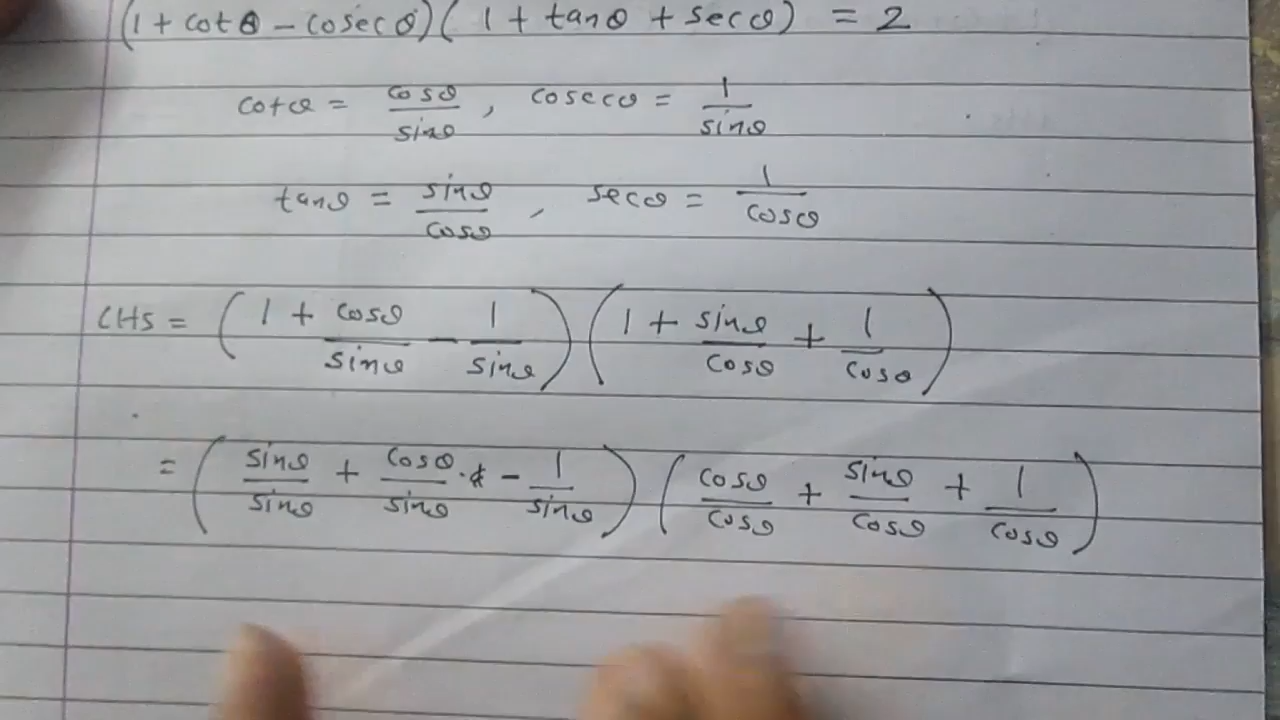 (1 + cotθ - cosecθ)(1 + tanθ + secθ) = 2
cotθ = cosθ/sinθ , cosecθ = 1/sinθ
tanθ = sinθ/cosθ , secθ = 1/cosθ
LHS = (1 + cosθ/sinθ - 1/sinθ)(1 + sinθ/cosθ + 1/cosθ)
= (sinθ/sinθ + cosθ/sinθ · - 1/sinθ)(cosθ/cosθ + sinθ/cosθ + 1/cosθ)